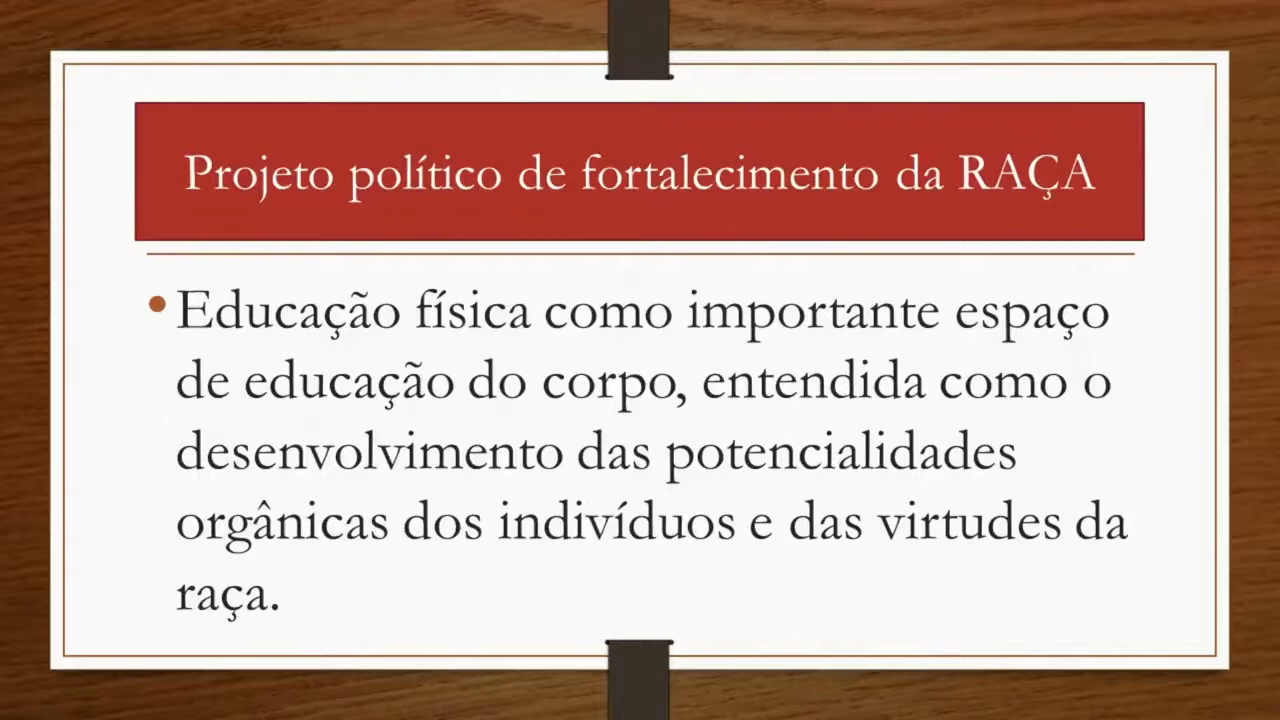 Projeto político de fortalecimento da RAÇA
• Educação física como importante espaço
de educação do corpo, entendida como o
desenvolvimento das potencialidades
orgânicas dos indivíduos e das virtudes da
raça.